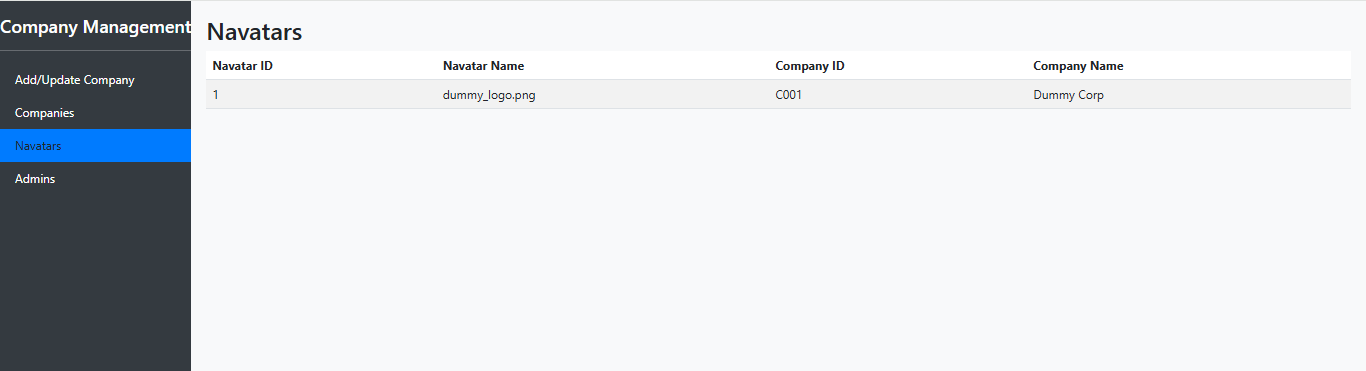 Company Management
Add/Update Company
Companies
Navatars
Admins
Navatars
Navatar ID Navatar Name Company ID Company Name
1 dummy_logo.png C001 Dummy Corp